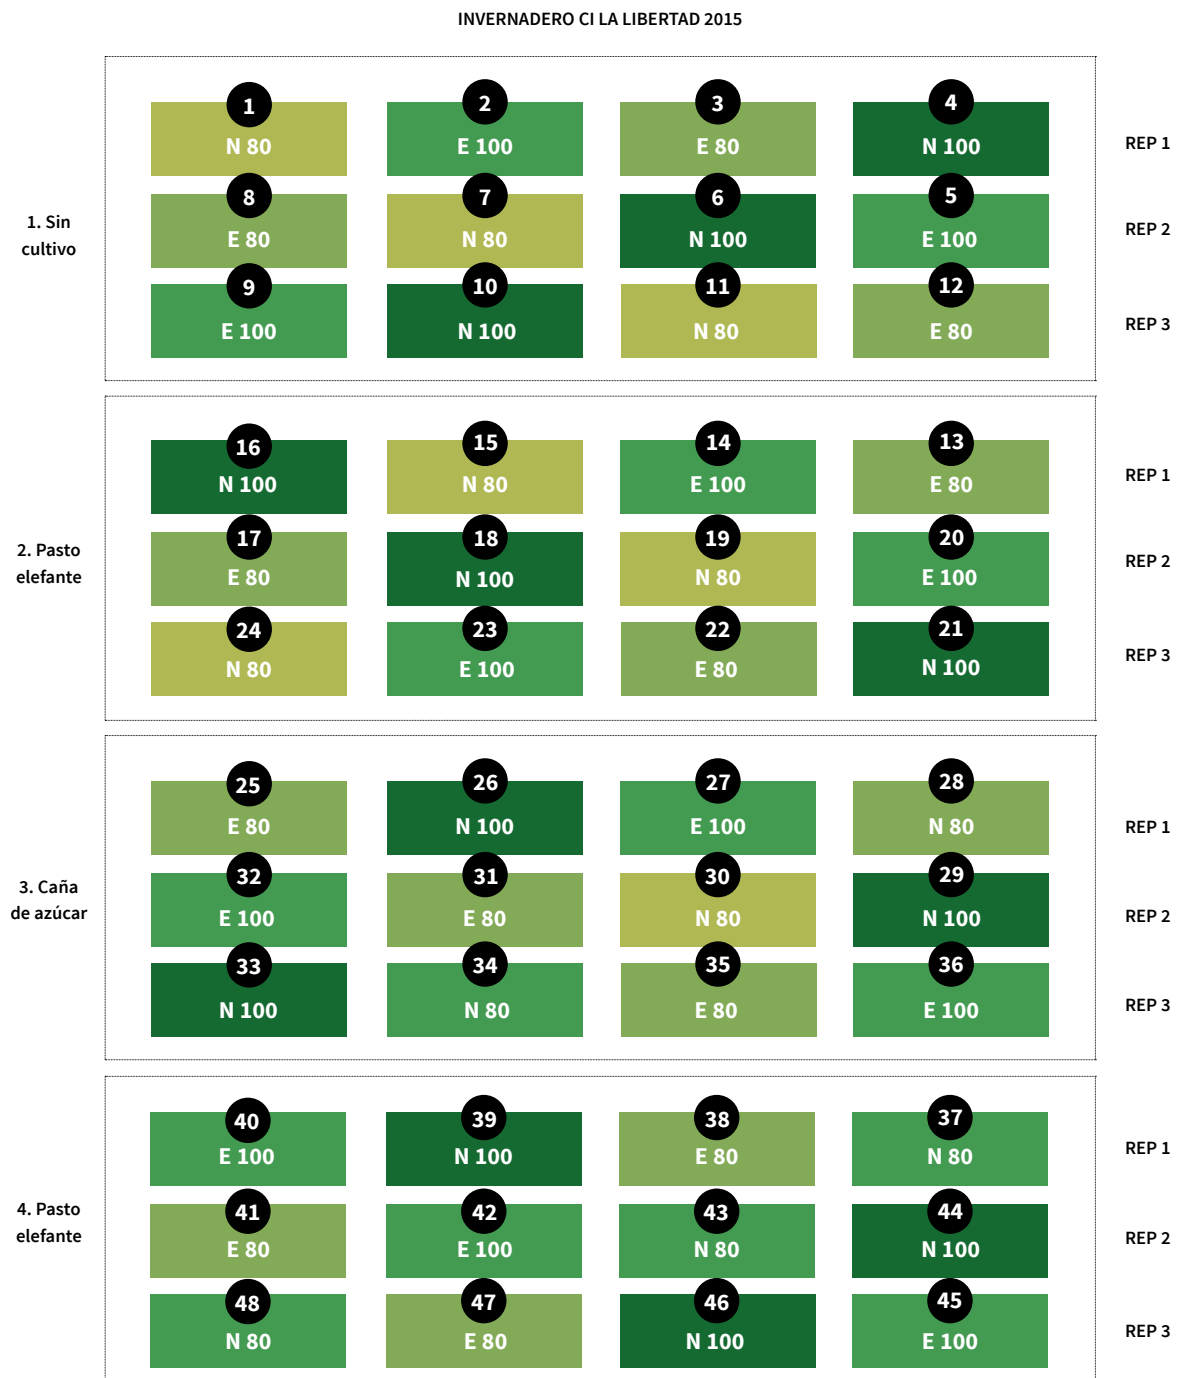 INVERNADERO CI LA LIBERTAD 2015
1 2 3 4
N 80 E 100 E 80 N 100 REP 1
8 7 6 5
E 80 N 80 N 100 E 100 REP 2
1. Sin
cultivo
9 10 11 12
E 100 N 100 N 80 E 80 REP 3
16 15 14 13
N 100 N 80 E 100 E 80 REP 1
17 18 19 20
E 80 N 100 N 80 E 100 REP 2
2. Pasto
elefante
24 23 22 21
N 80 E 100 E 80 N 100 REP 3
25 26 27 28
E 80 N 100 E 100 N 80 REP 1
32 31 30 29
E 100 E 80 N 80 N 100 REP 2
3. Caña
de azúcar
33 34 35 36
N 100 N 80 E 80 E 100 REP 3
40 39 38 37
E 100 N 100 E 80 N 80 REP 1
41 42 43 44
E 80 E 100 N 80 N 100 REP 2
4. Pasto
elefante
48 47 46 45
N 80 E 80 N 100 E 100 REP 3